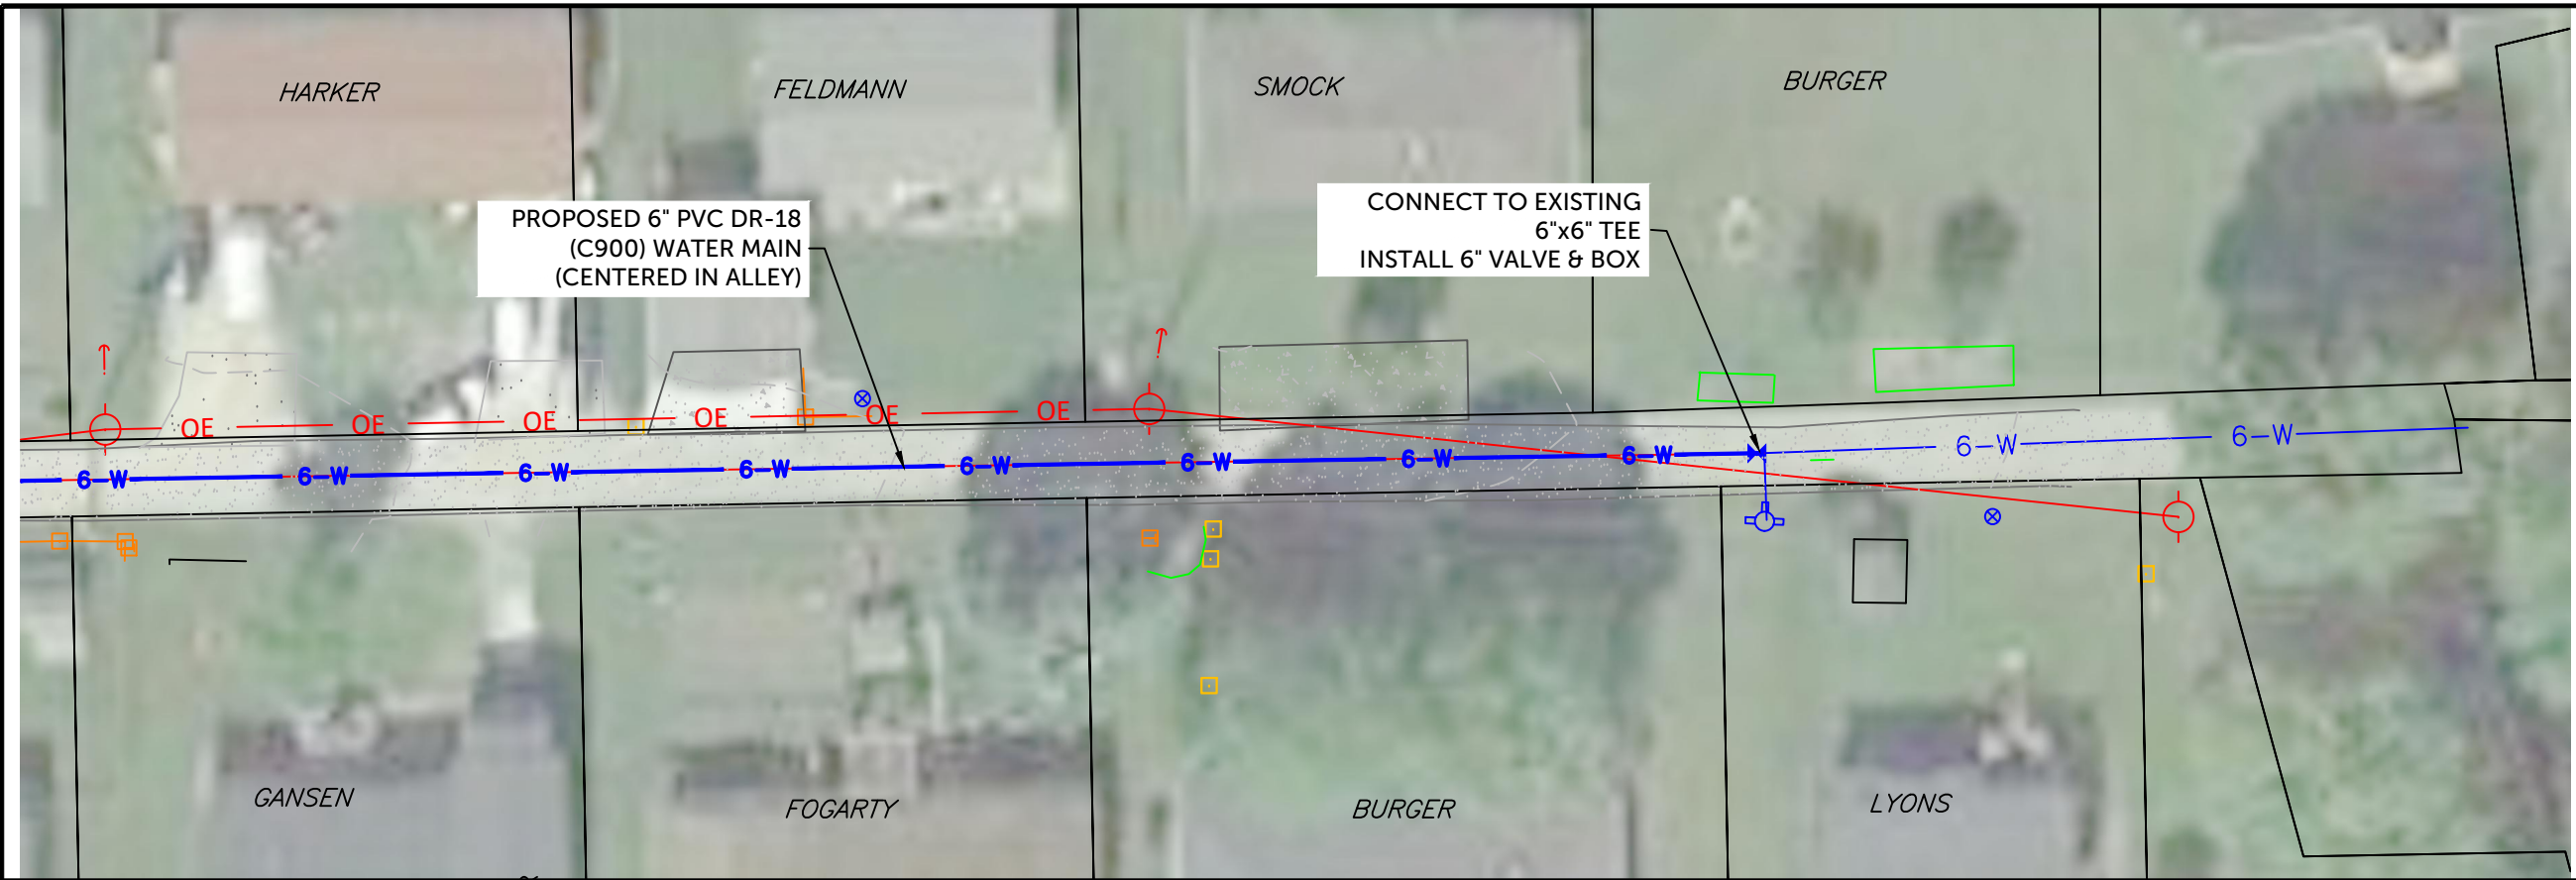 HARKER
FELDMANN
SMOCK
BURGER
PROPOSED 6" PVC DR-18
(C900) WATER MAIN
(CENTERED IN ALLEY)
CONNECT TO EXISTING
6"x6" TEE
INSTALL 6" VALVE & BOX
OE OE OE OE OE OE
6-W 6-W 6-W 6-W 6-W 6-W 6-W 6-W 6-W 6-W
GANSEN
FOGARTY
BURGER
LYONS